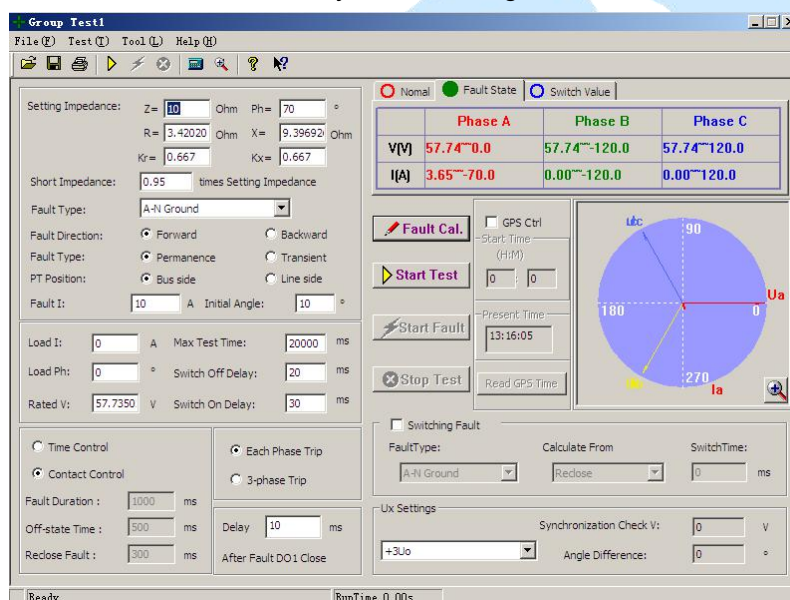 Group Test1
File(F) Test(T) Tool(L) Help(H)
Setting Impedance: Z= 10 Ohm Ph= 70 °
R= 3.42020 Ohm X= 9.39692 Ohm
Kr= 0.667 Kx= 0.667
Short Impedance: 0.95 times Setting Impedance
Fault Type: A-N Ground
Fault Direction: Forward Backward
Fault Type: Permanence Transient
PT Position: Bus side Line side
Fault I: 10 A Initial Angle: 10 °
Load I: 0 A Max Test Time: 20000 ms
Load Ph: 0 ° Switch Off Delay: 20 ms
Rated V: 57.7350 V Switch On Delay: 30 ms
Time Control
Contact Control
Fault Duration : 1000 ms
Off-state Time : 500 ms
Reclose Fault : 300 ms
Each Phase Trip
3-phase Trip
Delay 10 ms
After Fault DO1 Close
Nomal Fault State Switch Value
Phase A Phase B Phase C
V(V) 57.74~~0.0 57.74~~-120.0 57.74~~120.0
I(A) 3.65~~-70.0 0.00~~-120.0 0.00~~120.0
Fault Cal.
Start Test
Start Fault
Stop Test
GPS Ctrl
Start Time
(H:M)
0 : 0
Present Time
13:16:05
Read GPS Time
90
Ua
180 0
270
Ia
Switching Fault
FaultType: Calculate From SwitchTime:
A-N Ground Reclose 0 ms
Ux Settings
Synchronization Check V: 0 V
+3Uo Angle Difference: 0 °
Ready RunTime 0.00s